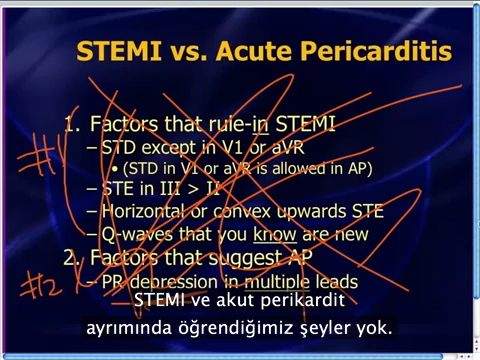 STEMI vs. Acute Pericarditis
#1
1. Factors that rule-in STEMI
– STD except in V1 or aVR
• (STD in V1 or aVR is allowed in AP)
– STE in III > II
– Horizontal or convex upwards STE
– Q-waves that you know are new
#2
2. Factors that suggest AP
– PR depression in multiple leads
STEMI ve akut perikardit
ayrımında öğrendiğimiz şeyler yok.